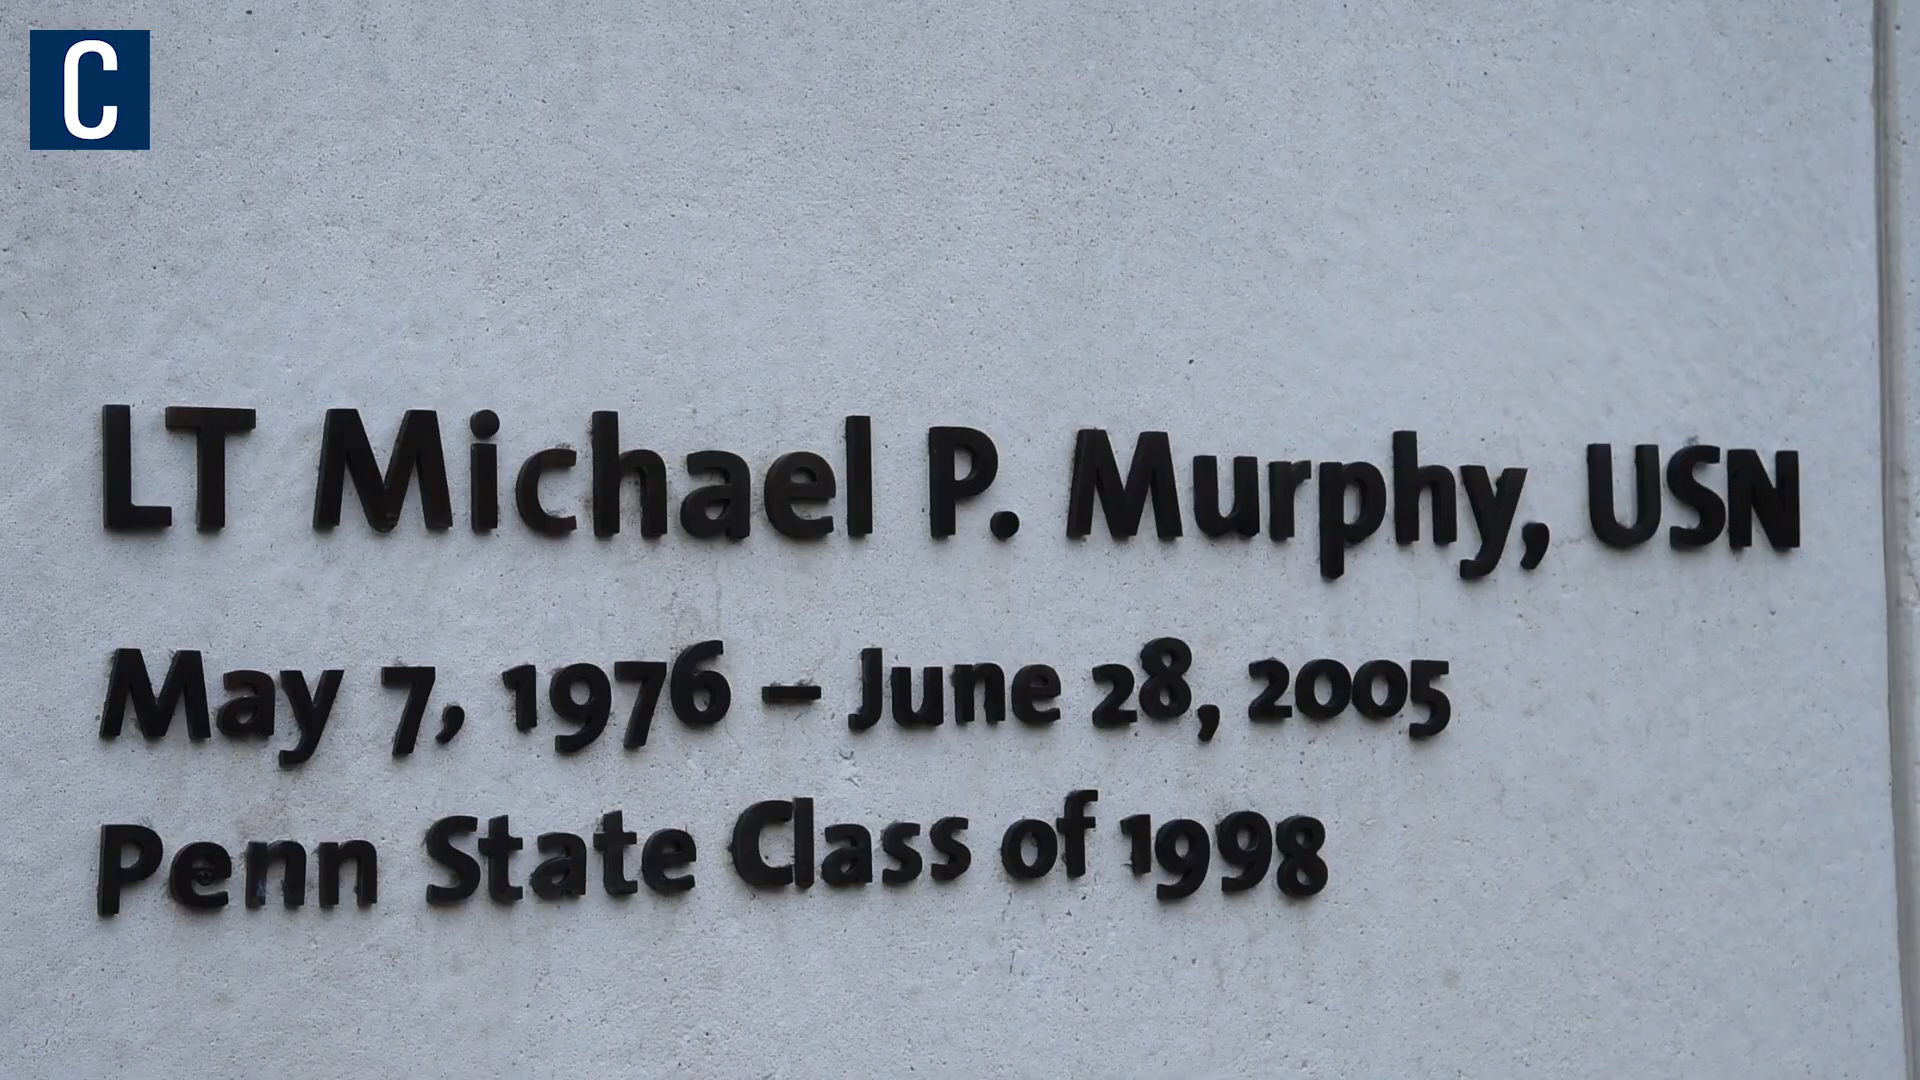 C
LT Michael P. Murphy, USN
May 7, 1976 – June 28, 2005
Penn State Class of 1998